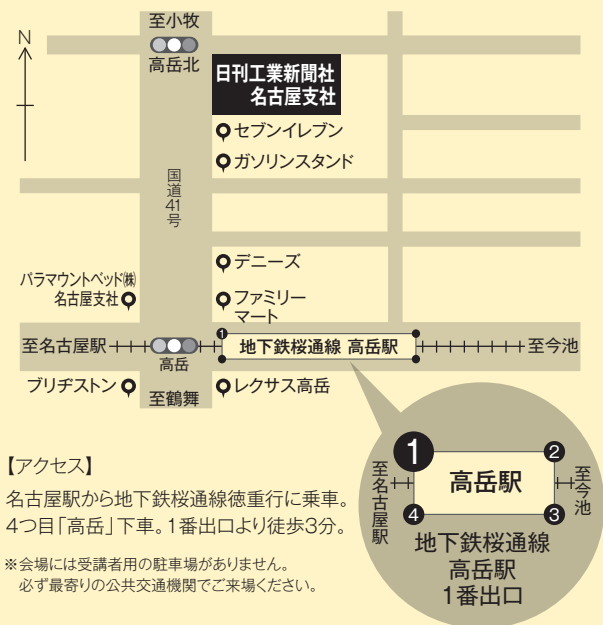 至小牧
N
高岳北
日刊工業新聞社
名古屋支社
セブンイレブン
ガソリンスタンド
国道41号
デニーズ
パラマウントベッド㈱
名古屋支社
ファミリー
マート
至名古屋駅
1
地下鉄桜通線 高岳駅
至今池
高岳
ブリヂストン
至鶴舞
レクサス高岳
1
2
至名古屋駅
高岳駅
至今池
4
3
地下鉄桜通線
高岳駅
1番出口
【アクセス】
名古屋駅から地下鉄桜通線徳重行に乗車。
4つ目「高岳」下車。1番出口より徒歩3分。
※会場には受講者用の駐車場がありません。
必ず最寄りの公共交通機関でご来場ください。